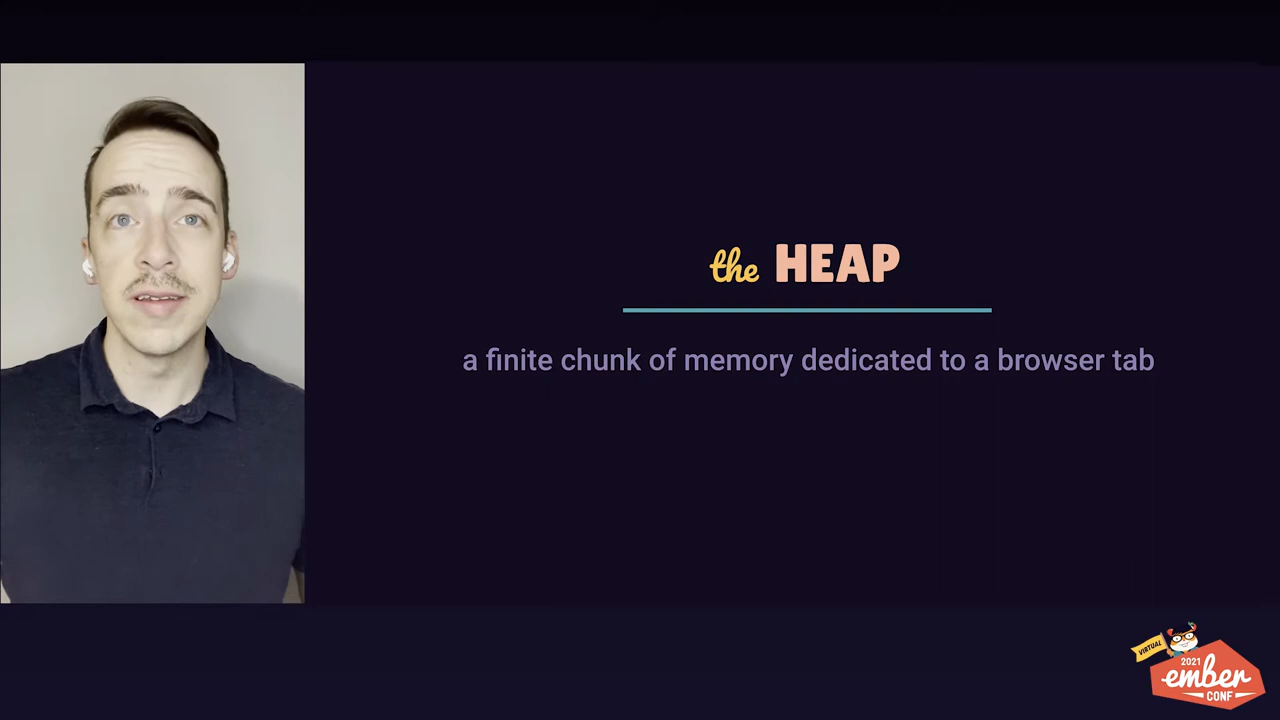 the HEAP
a finite chunk of memory dedicated to a browser tab
VIRTUAL
2021
ember
CONF